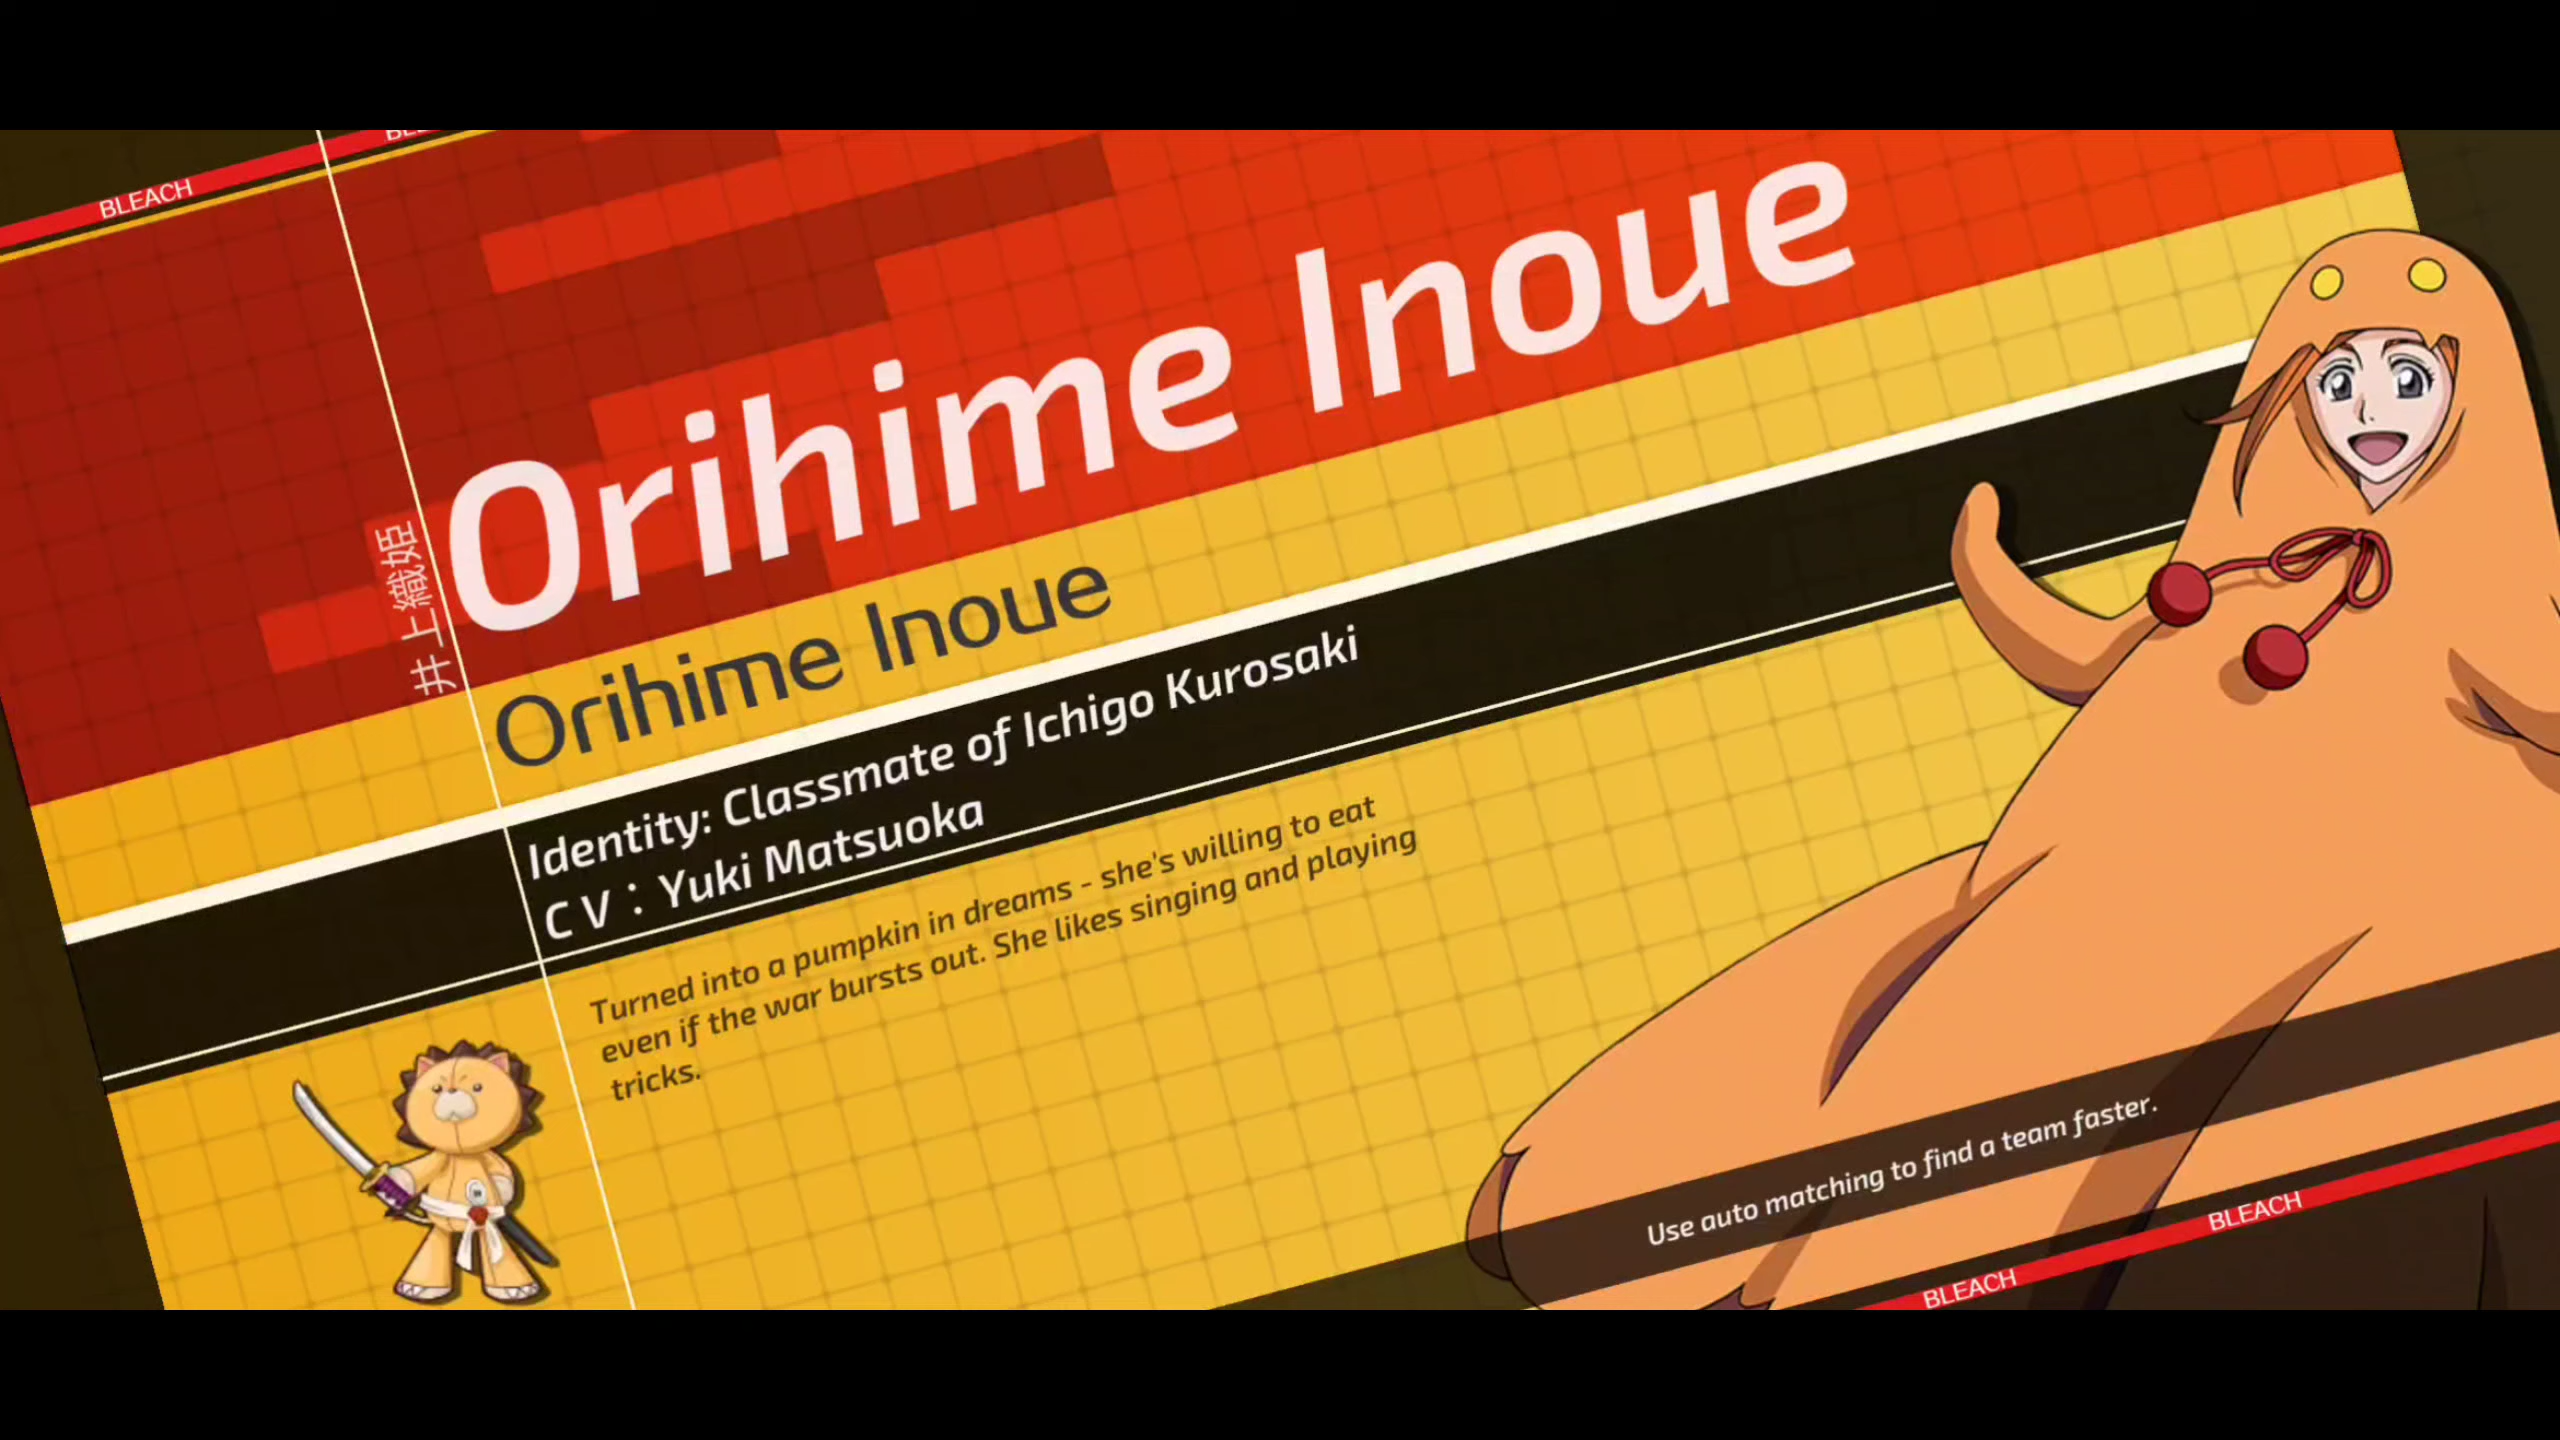 BLEACH
Orihime Inoue
井上織姫
Orihime Inoue
Identity: Classmate of Ichigo Kurosaki
CV：Yuki Matsuoka
Turned into a pumpkin in dreams - she's willing to eat
even if the war bursts out. She likes singing and playing
tricks.
Use auto matching to find a team faster.
BLEACH
BLEACH